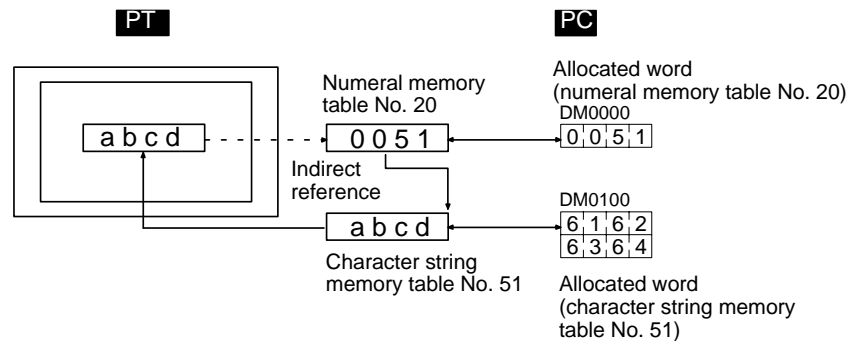 PT
PC
Numeral memory
table No. 20
Allocated word
(numeral memory table No. 20)
DM0000
a b c d
0 0 5 1
0 0 5 1
Indirect
reference
DM0100
a b c d
6 1 6 2
6 3 6 4
Character string
memory table No. 51
Allocated word
(character string memory
table No. 51)